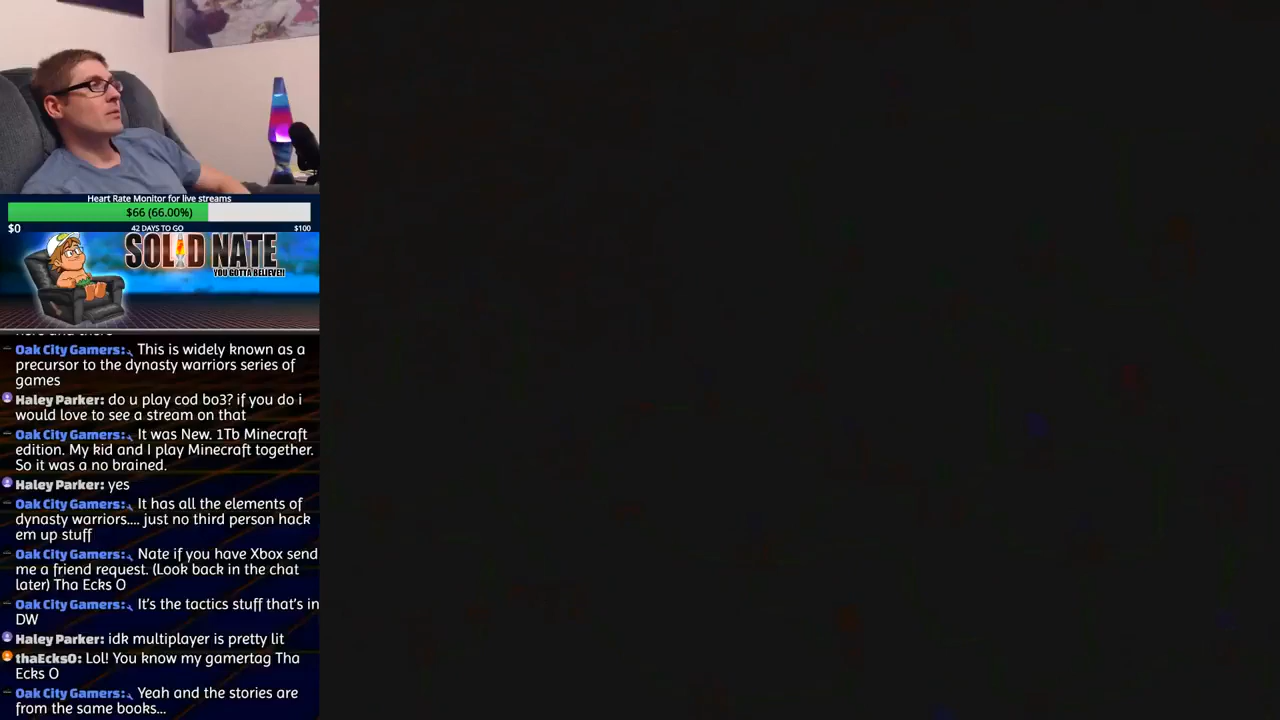 Heart Rate Monitor for live streams
$66 (66.00%)
$0 42 DAYS TO GO $100
SOLID NATE
YOU GOTTA BELIEVE!!
here and there
Oak City Gamers: This is widely known as a
precursor to the dynasty warriors series of
games
Haley Parker: do u play cod bo3? if you do i
would love to see a stream on that
Oak City Gamers: It was New. 1Tb Minecraft
edition. My kid and I play Minecraft together.
So it was a no brained.
Haley Parker: yes
Oak City Gamers: It has all the elements of
dynasty warriors.... just no third person hack
em up stuff
Oak City Gamers: Nate if you have Xbox send
me a friend request. (Look back in the chat
later) Tha Ecks O
Oak City Gamers: It's the tactics stuff that's in
DW
Haley Parker: idk multiplayer is pretty lit
thaEcksO: Lol! You know my gamertag Tha
Ecks O
Oak City Gamers: Yeah and the stories are
from the same books...